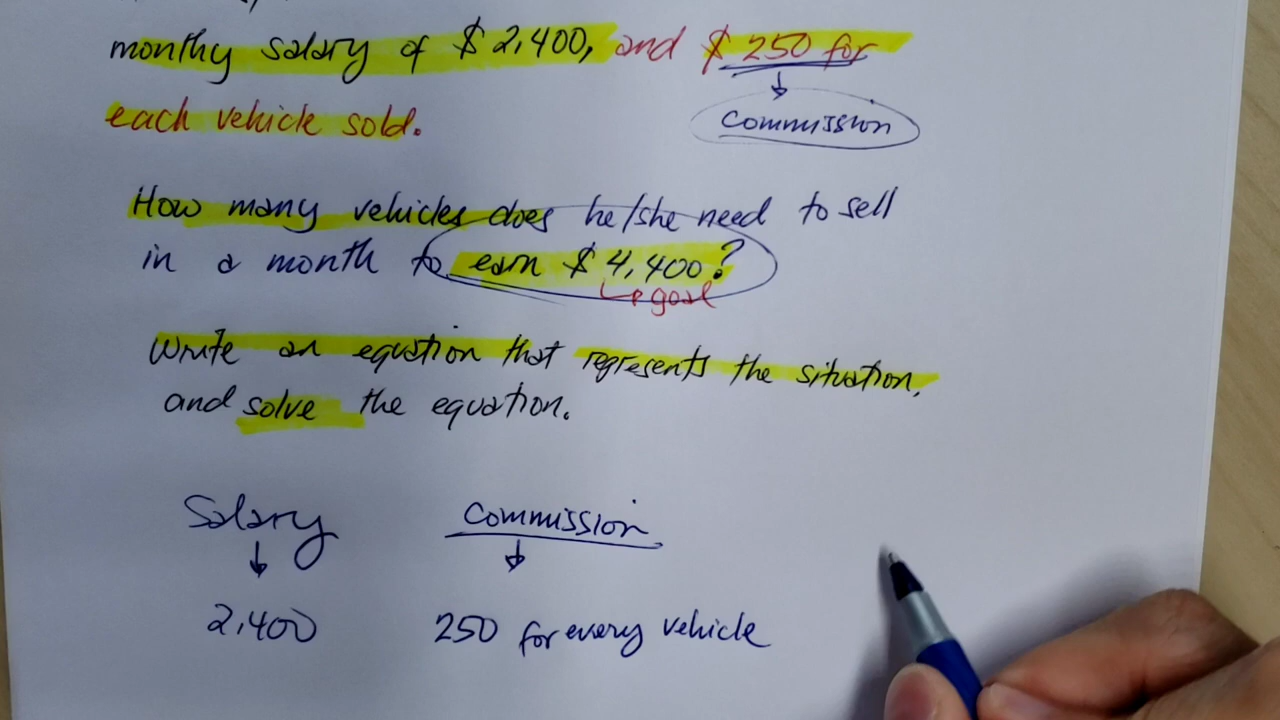 monthy salary of $2,400, and $250 for
each vehicle sold.
commission
How many vehicles does he/she need to sell
in a month to earn $4,400?
goal
Write an equation that represents the situation,
and solve the equation.
Salary commission
2,400 250 for every vehicle